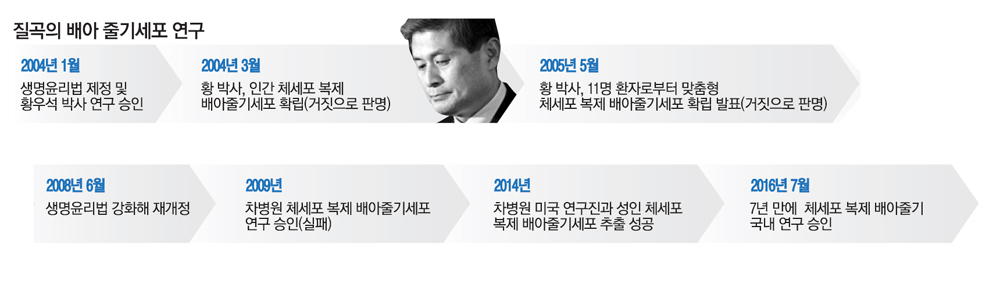 질곡의 배아 줄기세포 연구
2004년 1월
생명윤리법 제정 및
황우석 박사 연구 승인
2004년 3월
황 박사, 인간 체세포 복제
배아줄기세포 확립(거짓으로 판명)
2005년 5월
황 박사, 11명 환자로부터 맞춤형
체세포 복제 배아줄기세포 확립 발표(거짓으로 판명)
2008년 6월
생명윤리법 강화해 재개정
2009년
차병원 체세포 복제 배아줄기세포
연구 승인(실패)
2014년
차병원 미국 연구진과 성인 체세포
복제 배아줄기세포 추출 성공
2016년 7월
7년 만에 체세포 복제 배아줄기
국내 연구 승인